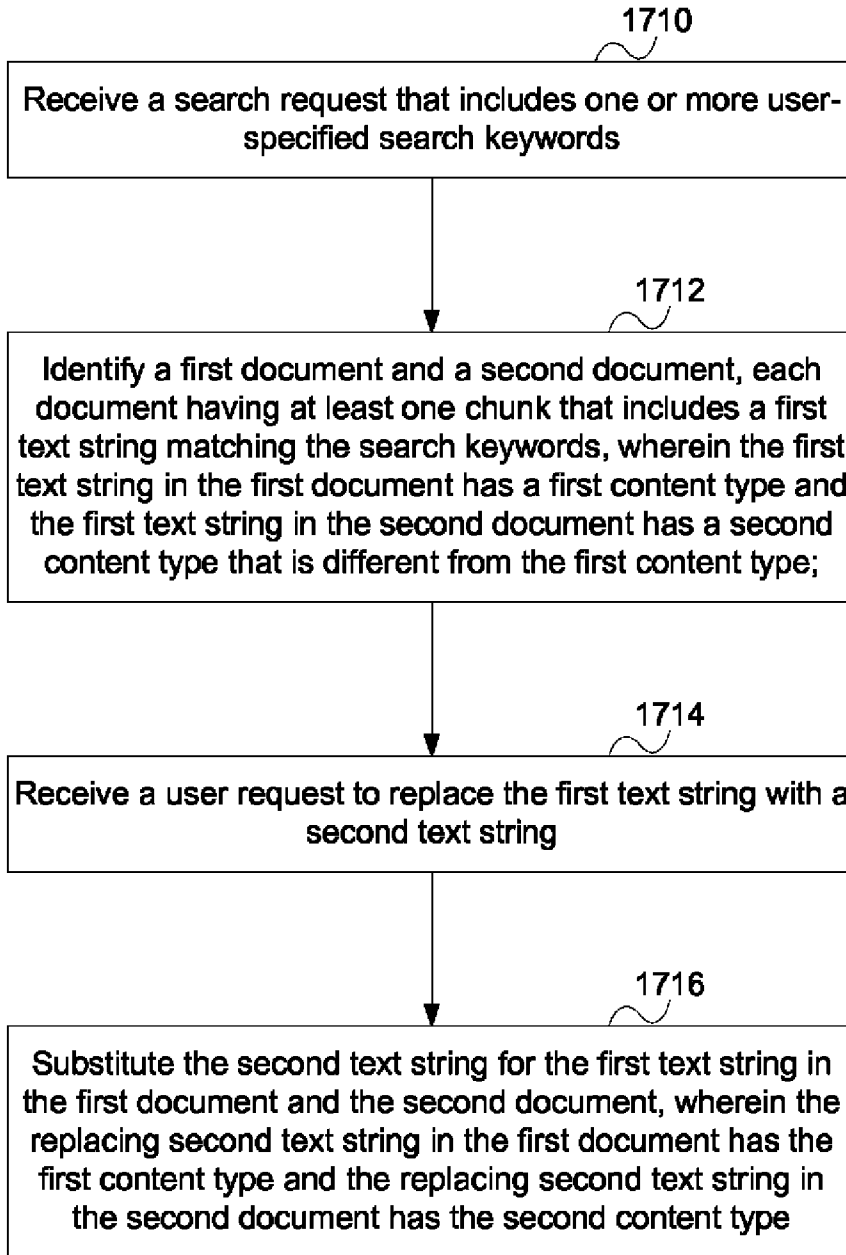 1710
Receive a search request that includes one or more user-
specified search keywords
1712
Identify a first document and a second document, each
document having at least one chunk that includes a first
text string matching the search keywords, wherein the first
text string in the first document has a first content type and
the first text string in the second document has a second
content type that is different from the first content type;
1714
Receive a user request to replace the first text string with a
second text string
1716
Substitute the second text string for the first text string in
the first document and the second document, wherein the
replacing second text string in the first document has the
first content type and the replacing second text string in
the second document has the second content type